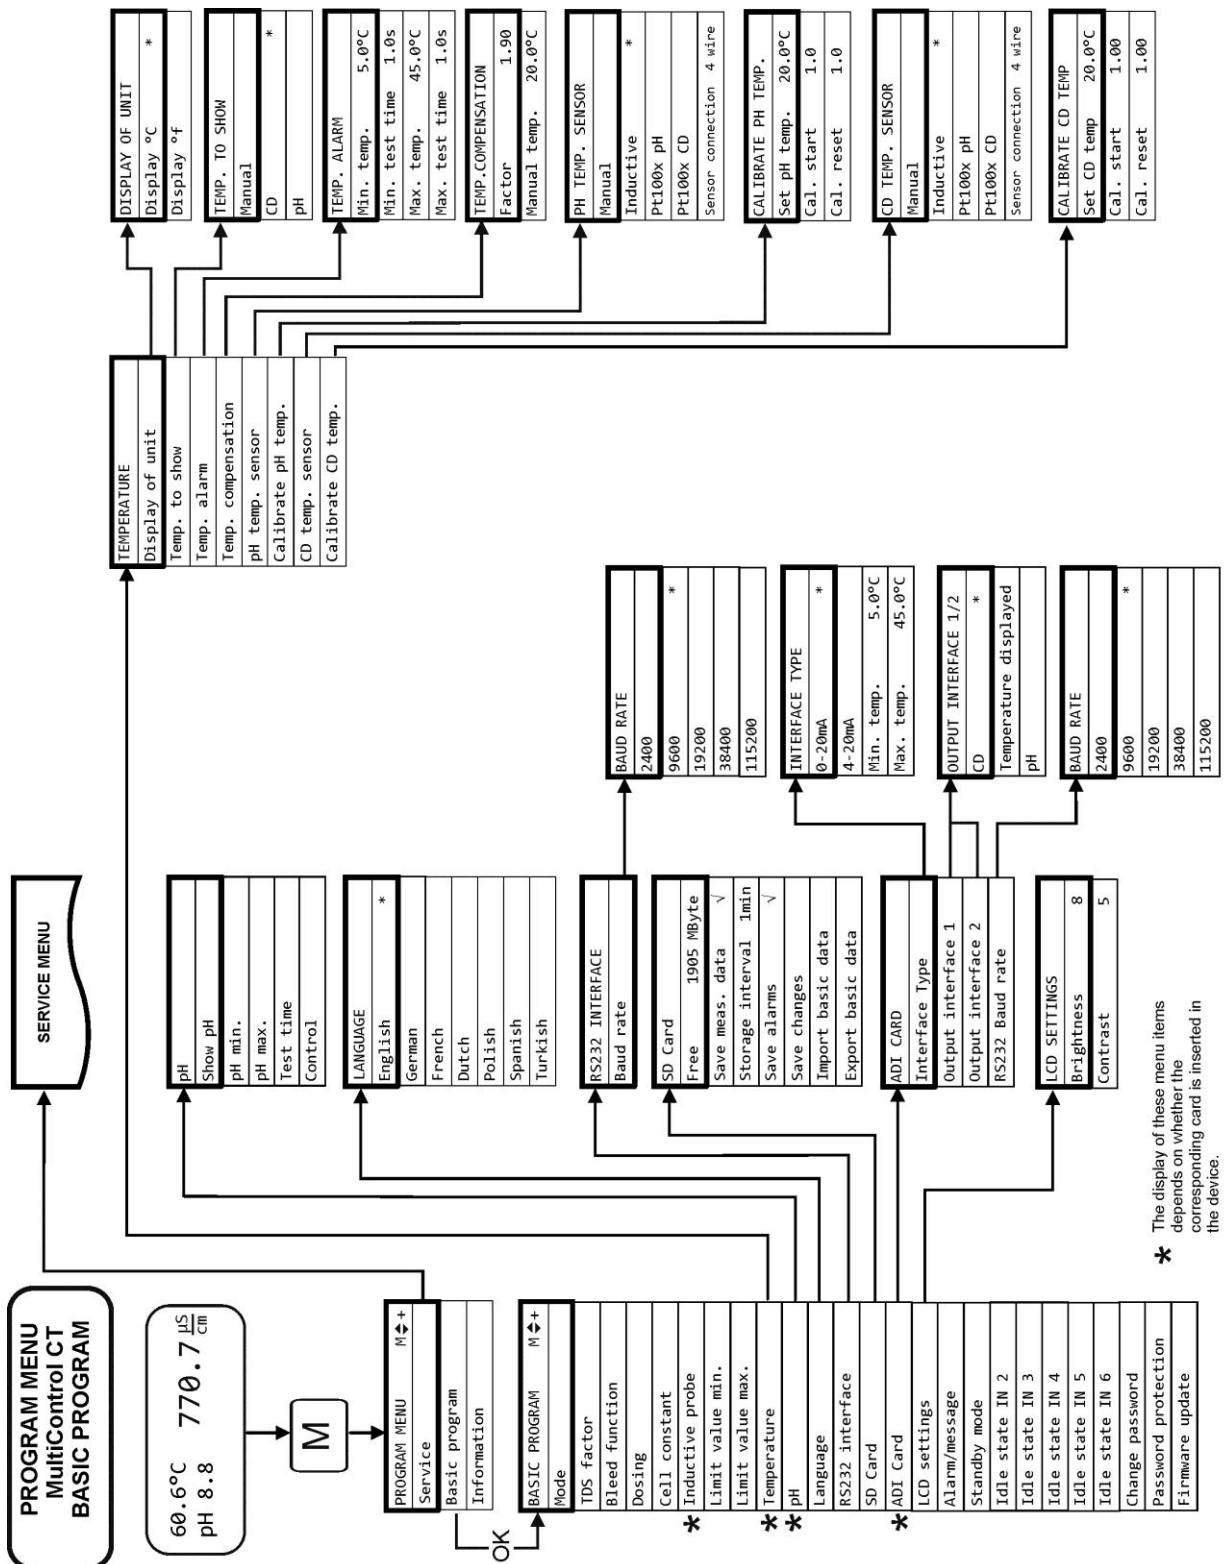 PROGRAM MENU
MultiControl CT
BASIC PROGRAM
60.6°C 770.7 µS/cm
pH 8.8
M
PROGRAM MENU M◆+
Service
Basic program
Information
OK
BASIC PROGRAM M◆+
Mode
TDS factor
Bleed function
Dosing
Cell constant
* Inductive probe
Limit value min.
Limit value max.
* Temperature
* pH
Language
RS232 interface
SD Card
* ADI Card
LCD settings
Alarm/message
Standby mode
Idle state IN 2
Idle state IN 3
Idle state IN 4
Idle state IN 5
Idle state IN 6
Change password
Password protection
Firmware update
SERVICE MENU
pH
Show pH
pH min.
pH max.
Test time
Control
LANGUAGE
English *
German
French
Dutch
Polish
Spanish
Turkish
RS232 INTERFACE
Baud rate
SD Card
Free 1905 MByte
Save meas. data √
Storage interval 1min
Save alarms √
Save changes
Import basic data
Export basic data
ADI CARD
Interface Type
Output interface 1
Output interface 2
RS232 Baud rate
LCD SETTINGS
Brightness 8
Contrast 5
* The display of these menu items
depends on whether the
corresponding card is inserted in
the device.
BAUD RATE
2400
9600 *
19200
38400
115200
INTERFACE TYPE
0-20mA *
4-20mA
Min. temp. 5.0°C
Max. temp. 45.0°C
OUTPUT INTERFACE 1/2
CD *
Temperature displayed
pH
BAUD RATE
2400
9600 *
19200
38400
115200
TEMPERATURE
Display of unit
Temp. to show
Temp. alarm
Temp. compensation
pH temp. sensor
Calibrate pH temp.
CD temp. sensor
Calibrate CD temp.
DISPLAY OF UNIT
Display °C *
Display °f
TEMP. TO SHOW
Manual
CD *
pH
TEMP. ALARM
Min. temp. 5.0°C
Min. test time 1.0s
Max. temp. 45.0°C
Max. test time 1.0s
TEMP.COMPENSATION
Factor 1.90
Manual temp. 20.0°C
PH TEMP. SENSOR
Manual
Inductive *
Pt100x pH
Pt100x CD
Sensor connection 4 wire
CALIBRATE PH TEMP.
Set pH temp. 20.0°C
Cal. start 1.0
Cal. reset 1.0
CD TEMP. SENSOR
Manual
Inductive *
Pt100x pH
Pt100x CD
Sensor connection 4 wire
CALIBRATE CD TEMP
Set CD temp 20.0°C
Cal. start 1.00
Cal. reset 1.00